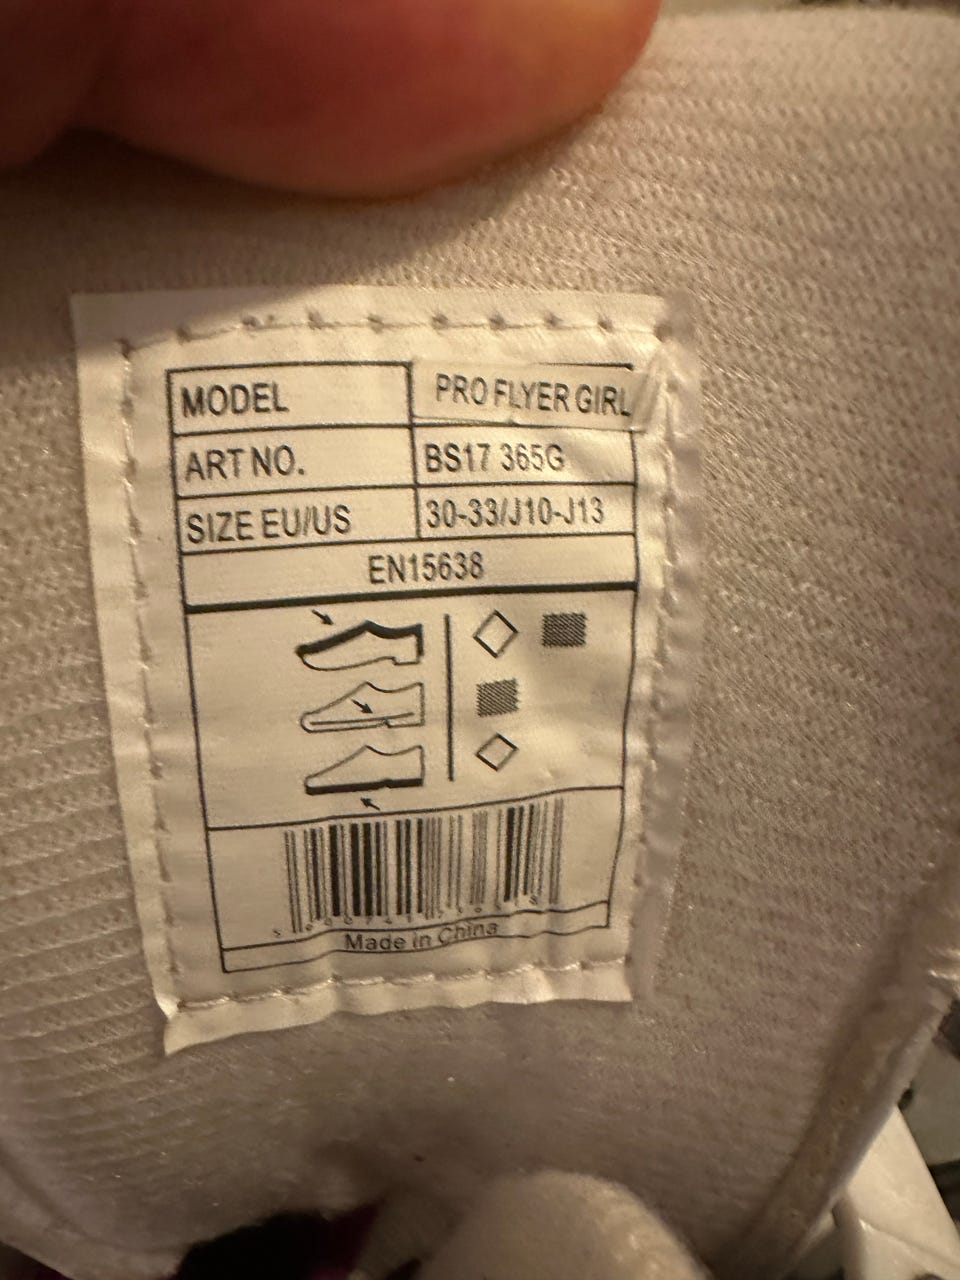 MODEL PRO FLYER GIRL
ART NO. BS17 365G
SIZE EU/US 30-33/J10-J13
EN15638
Made in China